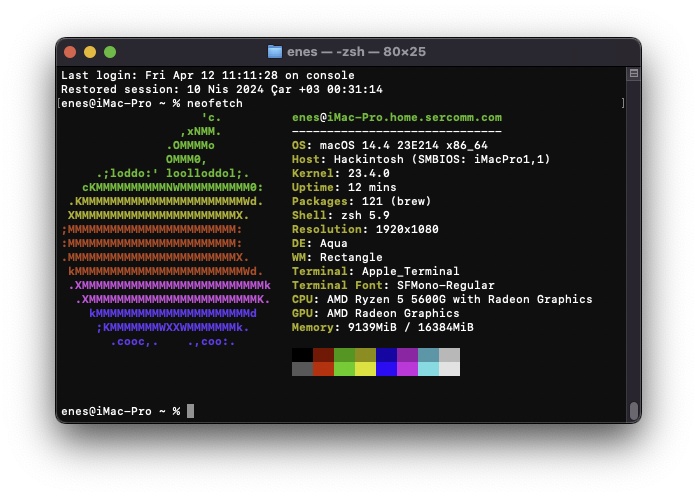 enes — -zsh — 80×25
Last login: Fri Apr 12 11:11:28 on console
Restored session: 10 Nis 2024 Çar +03 00:31:14
[enes@iMac-Pro ~ % neofetch ]
'c. enes@iMac-Pro.home.sercomm.com
,xNMM. ------------------------------
.OMMMMo OS: macOS 14.4 23E214 x86_64
OMMM0, Host: Hackintosh (SMBIOS: iMacPro1,1)
.;loddo:' loolloddol;. Kernel: 23.4.0
cKMMMMMMMMMMNWMMMMMMMMMM0: Uptime: 12 mins
.KMMMMMMMMMMMMMMMMMMMMMMMWd. Packages: 121 (brew)
XMMMMMMMMMMMMMMMMMMMMMMMX. Shell: zsh 5.9
;MMMMMMMMMMMMMMMMMMMMMMMM: Resolution: 1920x1080
:MMMMMMMMMMMMMMMMMMMMMMMM: DE: Aqua
.MMMMMMMMMMMMMMMMMMMMMMMMX. WM: Rectangle
kMMMMMMMMMMMMMMMMMMMMMMMMWd. Terminal: Apple_Terminal
.XMMMMMMMMMMMMMMMMMMMMMMMMMMk Terminal Font: SFMono-Regular
.XMMMMMMMMMMMMMMMMMMMMMMMMK. CPU: AMD Ryzen 5 5600G with Radeon Graphics
kMMMMMMMMMMMMMMMMMMMMMMd GPU: AMD Radeon Graphics
;KMMMMMMMWXXWMMMMMMMk. Memory: 9139MiB / 16384MiB
.cooc,. .,coo:.
enes@iMac-Pro ~ %